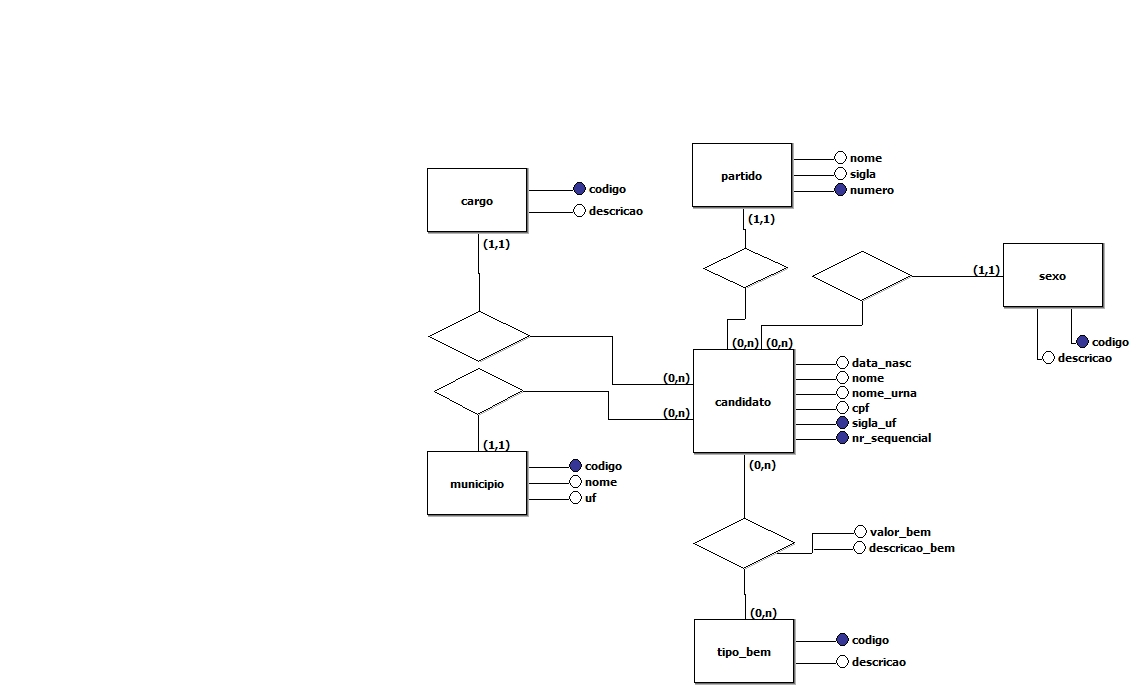 cargo
codigo
descricao
(1,1)
partido
nome
sigla
numero
(1,1)
sexo
(1,1)
codigo
descricao
(0,n)
(0,n)
(0,n)
(0,n)
candidato
data_nasc
nome
nome_urna
cpf
sigla_uf
nr_sequencial
(1,1)
municipio
codigo
nome
uf
(0,n)
valor_bem
descricao_bem
(0,n)
tipo_bem
codigo
descricao